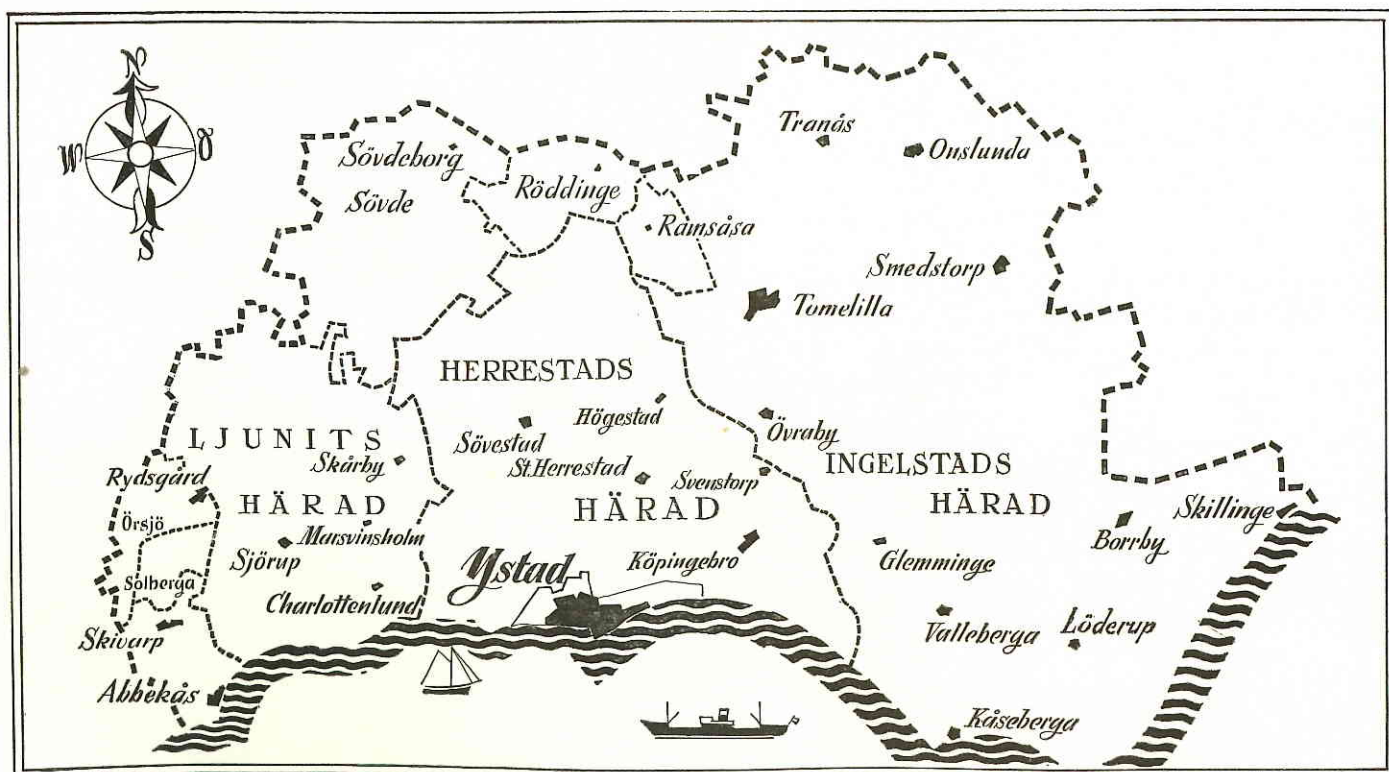 N
W
Ö
S
Tranås
Onslunda
Sövdeborg
Röddinge
Sövde
Ramsåsa
Smedstorp
Tomelilla
HERRESTADS
Högestad
Övraby
LJUNITS
Sövestad
Skårby
St.Herrestad
Svenstorp
INGELSTADS
Rydsgård
HÄRAD
HÄRAD
HÄRAD
Skillinge
Örsjö
Marsvinsholm
Borrby
Sjörup
Ystad
Köpingebro
Glemminge
Solberga
Charlottenlund
Valleberga
Löderup
Skivarp
Abbekås
Kåseberga